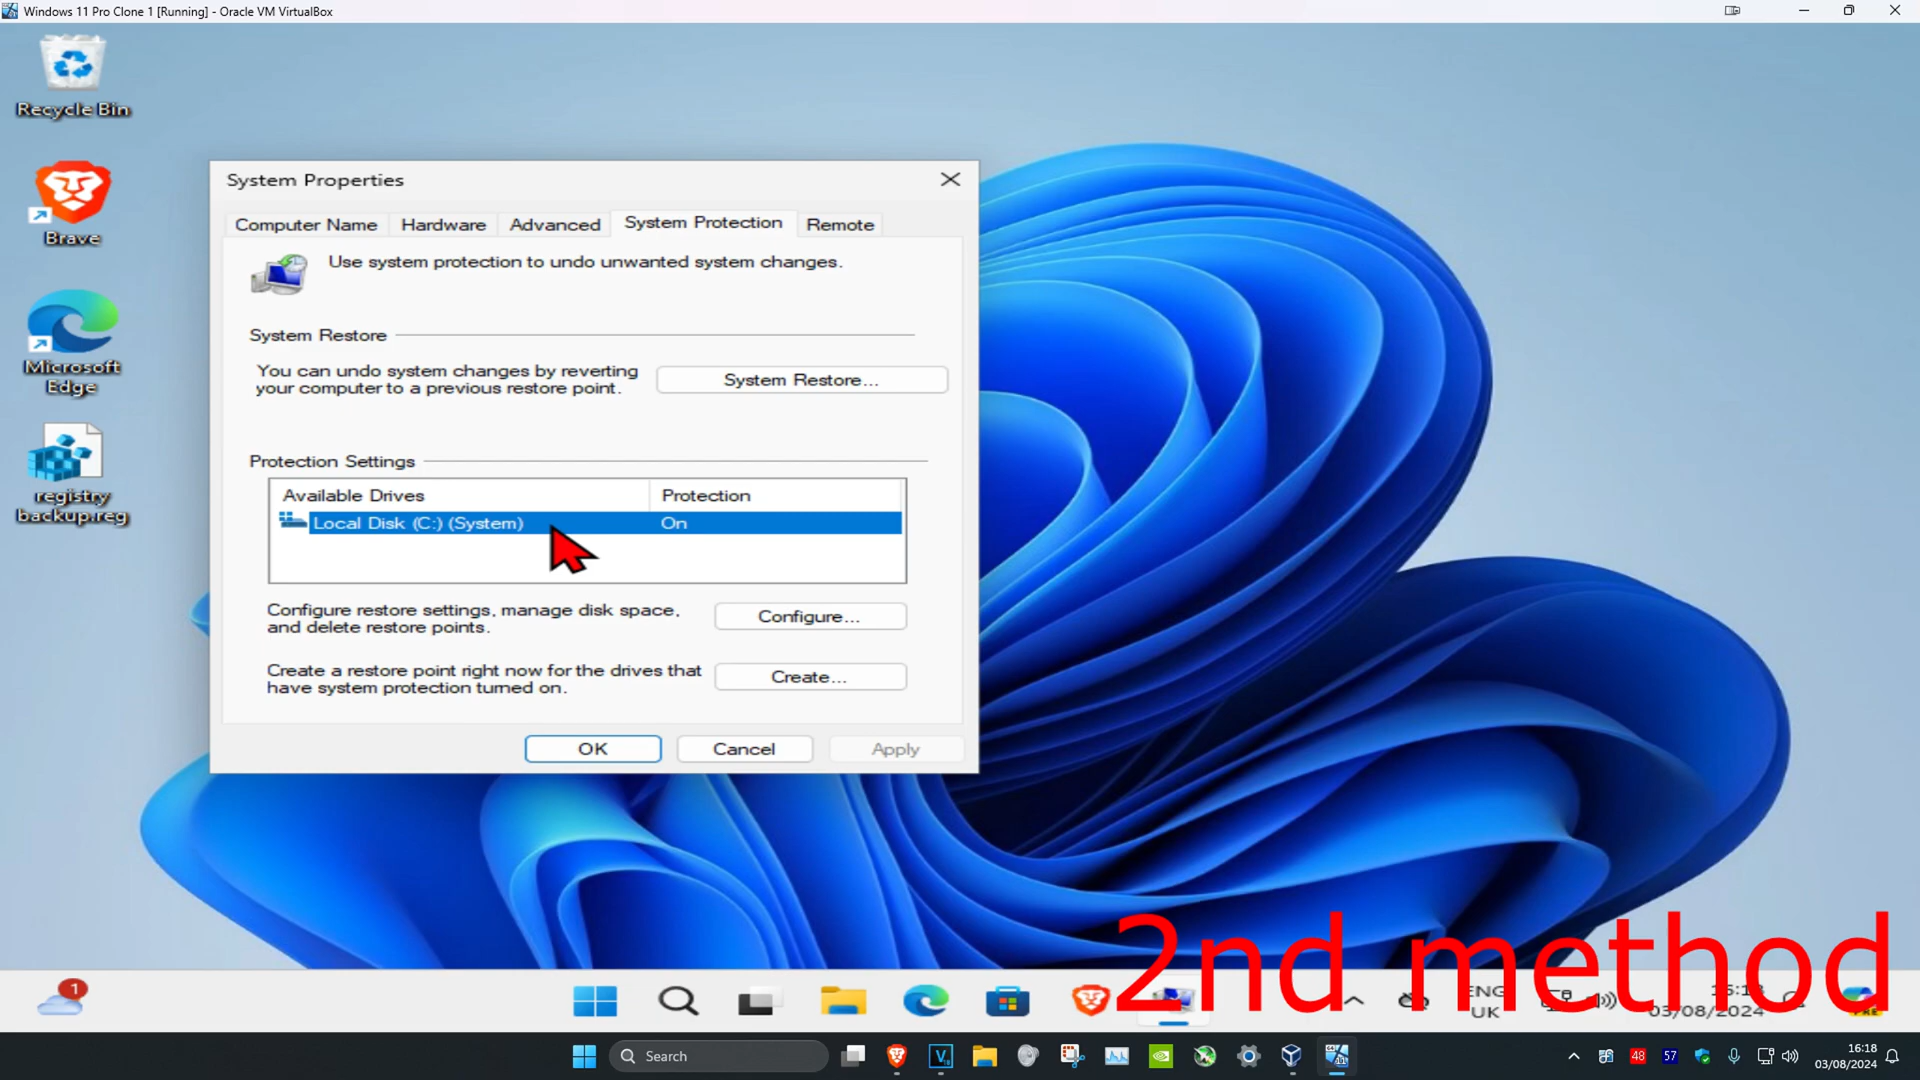 Windows 11 Pro Clone 1 [Running] - Oracle VM VirtualBox
Recycle Bin
Brave
Microsoft
Edge
registry
backup.reg
System Properties
Computer Name
Hardware
Advanced
System Protection
Remote
Use system protection to undo unwanted system changes.
System Restore
You can undo system changes by reverting
your computer to a previous restore point.
System Restore...
Protection Settings
Available Drives
Protection
Local Disk (C:) (System)
On
Configure restore settings, manage disk space,
and delete restore points.
Configure...
Create a restore point right now for the drives that
have system protection turned on.
Create...
OK
Cancel
Apply
2nd method
1
ENG
UK
03/08/2024
Search
48
57
16:18
03/08/2024